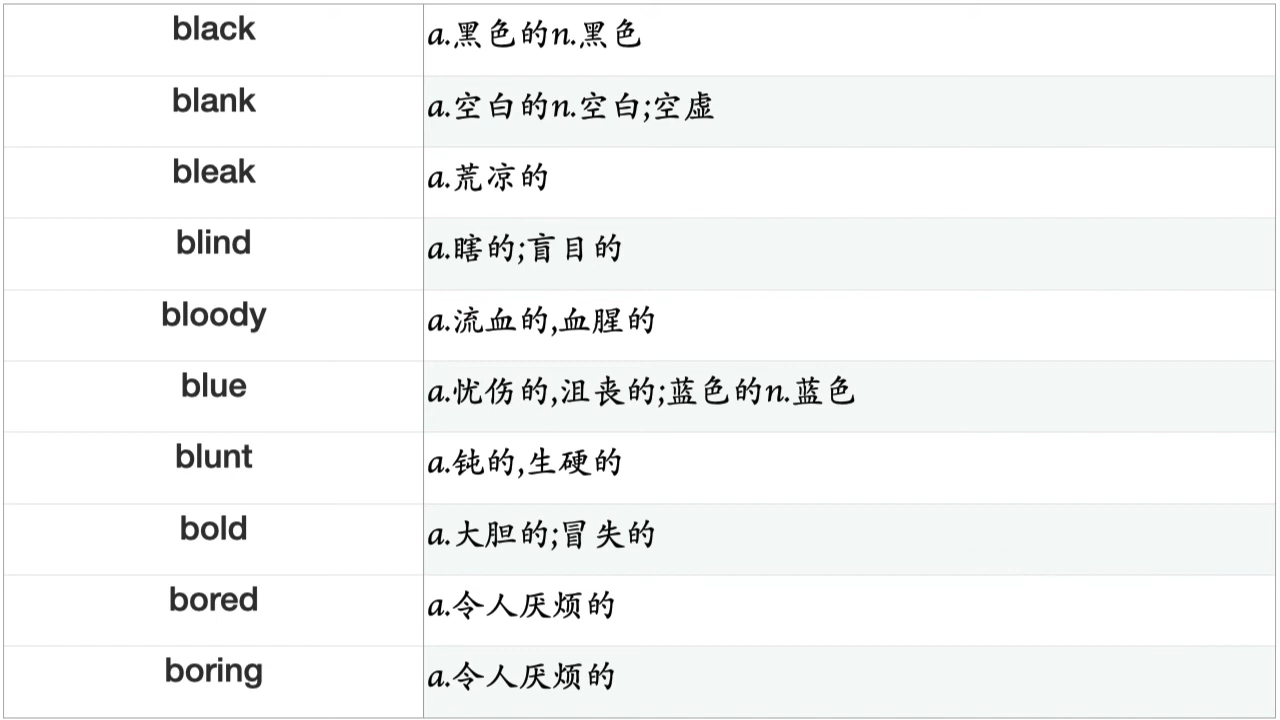 black a.黑色的n.黑色
blank a.空白的n.空白;空虚
bleak a.荒凉的
blind a.瞎的;盲目的
bloody a.流血的,血腥的
blue a.忧伤的,沮丧的;蓝色的n.蓝色
blunt a.钝的,生硬的
bold a.大胆的;冒失的
bored a.令人厌烦的
boring a.令人厌烦的